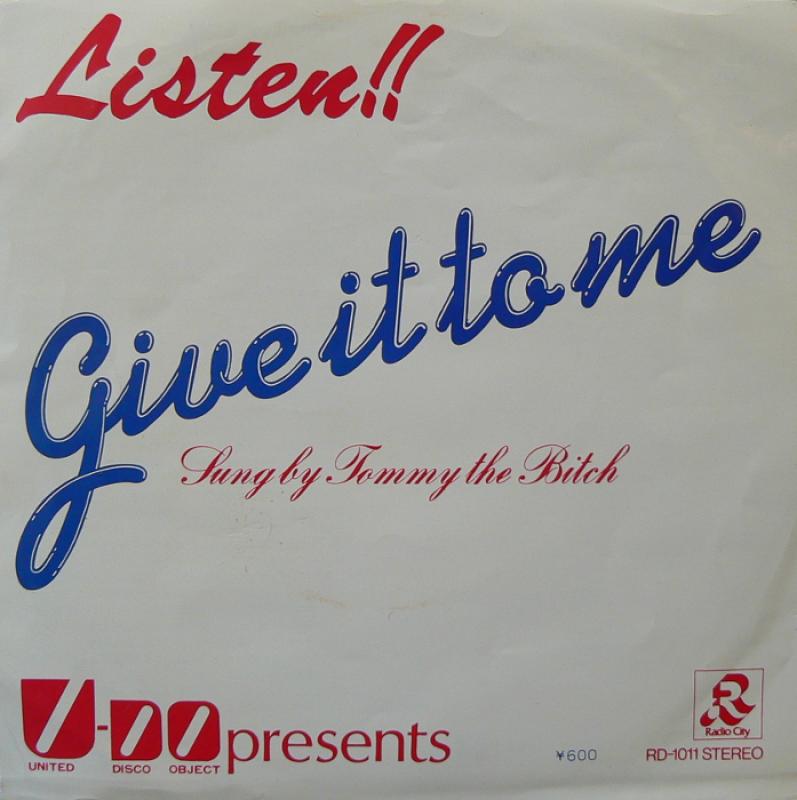 Listen!!
Give it to me
Sung by Tommy the Bitch
U-DO presents
UNITED DISCO OBJECT
¥600
R
Radio City
RD-1011 STEREO